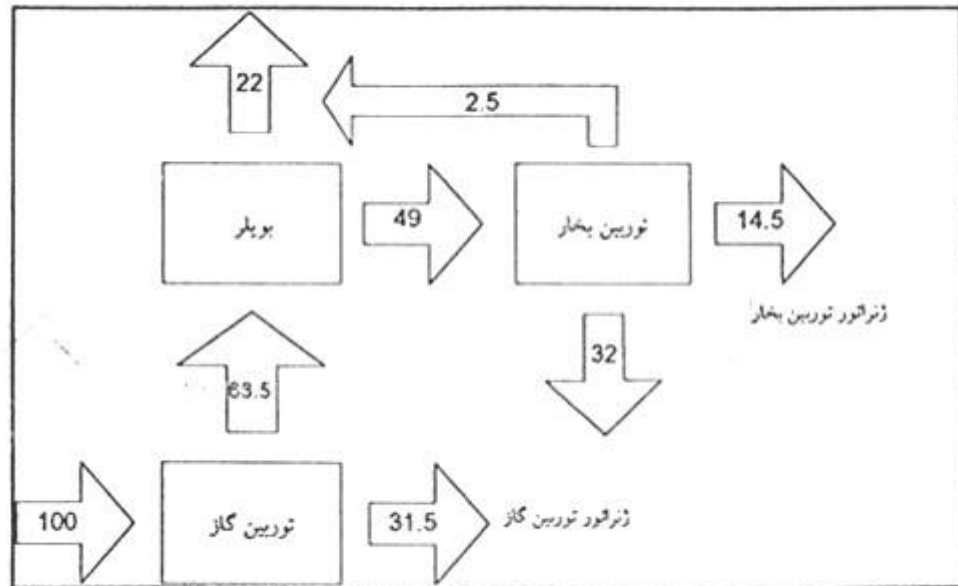 22
2.5
بویلر
49
توربین بخار
14.5
ژنراتور توربین بخار
63.5
32
100
توربین گاز
31.5
ژنراتور توربین گاز